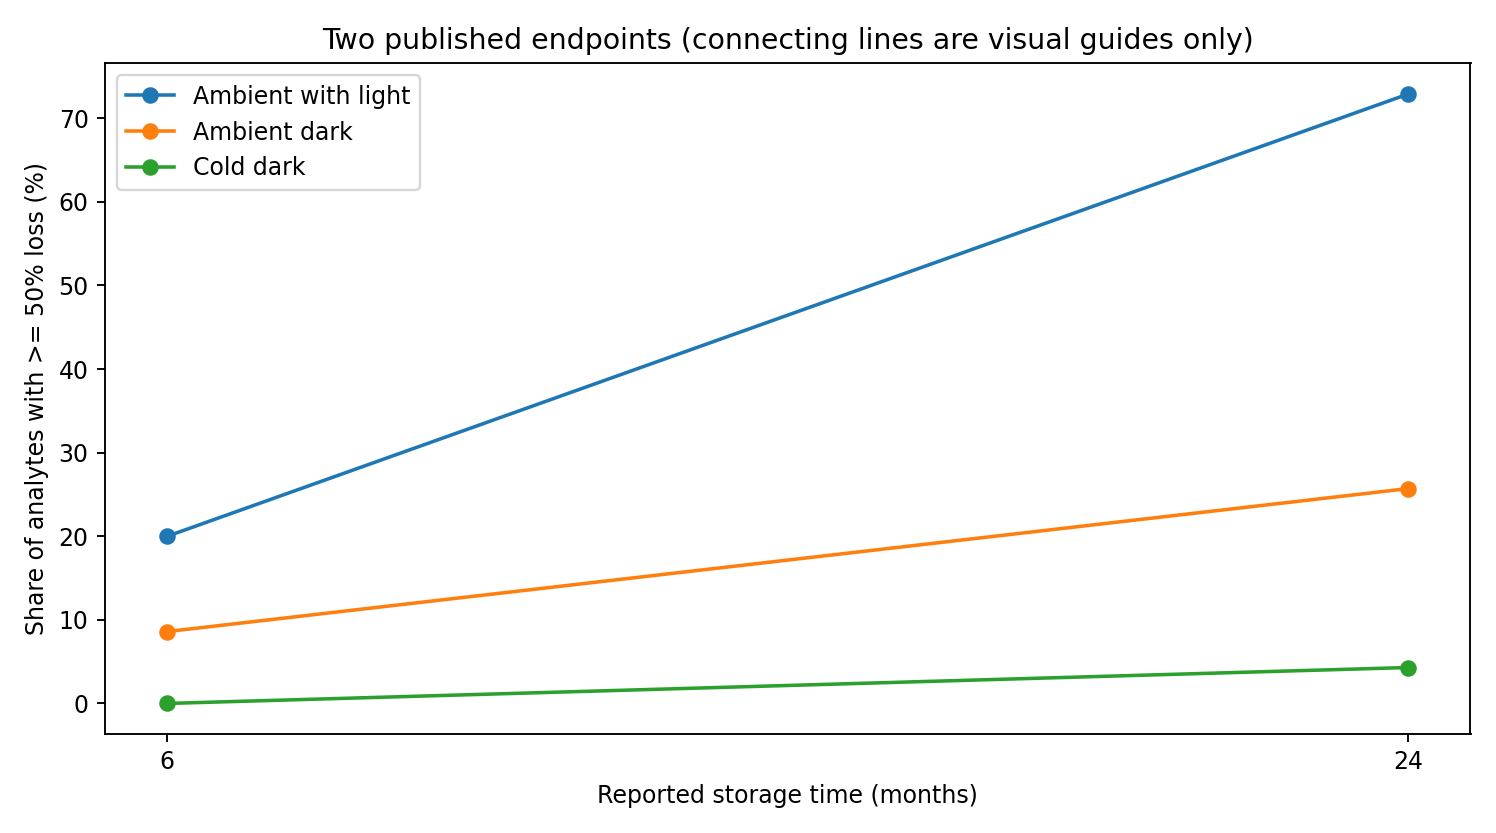 Two published endpoints (connecting lines are visual guides only)
Ambient with light
Ambient dark
Cold dark
Share of analytes with >= 50% loss (%)
70
60
50
40
30
20
10
0
6
24
Reported storage time (months)